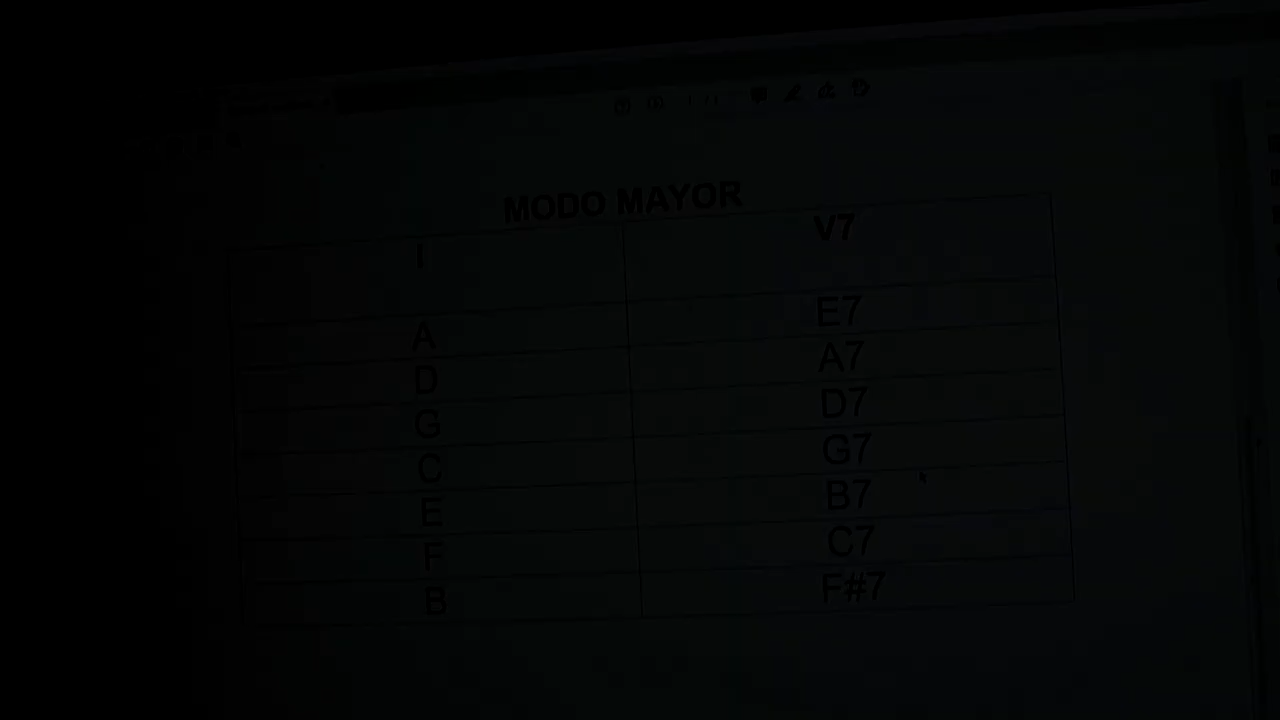 MODO MAYOR
I V7
A E7
D A7
G D7
C G7
E B7
F C7
B F#7